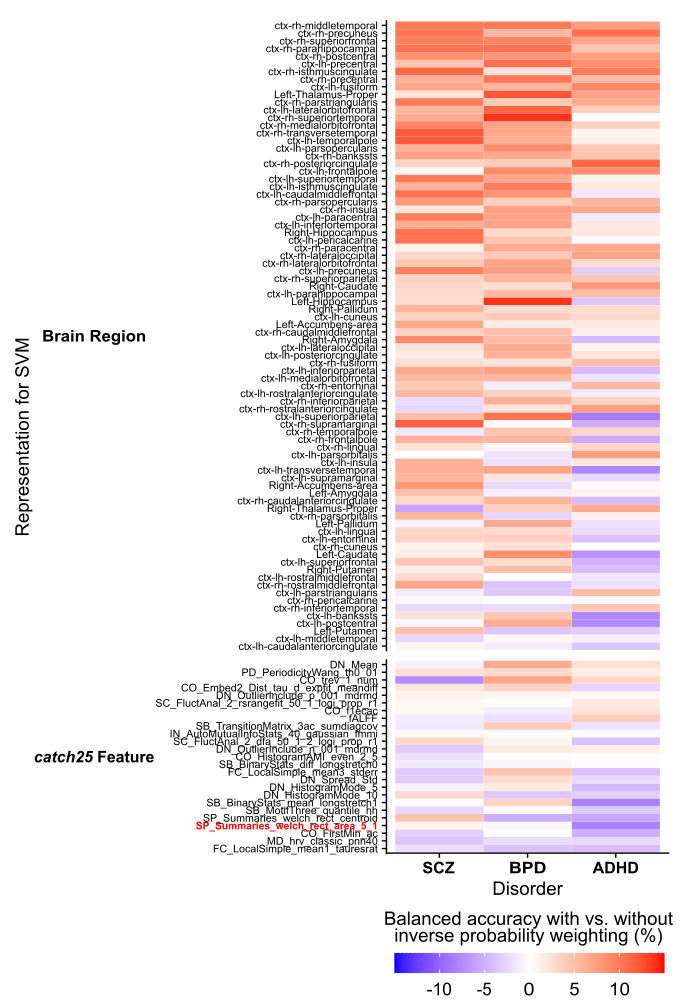 ctx-rh-middletemporal
ctx-rh-precuneus
ctx-rh-superiorfrontal
ctx-rh-parahippocampal
ctx-rh-postcentral
ctx-lh-precentral
ctx-rh-isthmuscingulate
ctx-rh-precentral
ctx-lh-fusiform
Left-Thalamus-Proper
ctx-rh-parstriangularis
ctx-lh-lateralorbitofrontal
ctx-rh-superiortemporal
ctx-rh-medialorbitofrontal
ctx-rh-transversetemporal
ctx-lh-temporalpole
ctx-lh-parsopercularis
ctx-rh-bankssts
ctx-rh-posteriorcingulate
ctx-lh-frontalpole
ctx-lh-superiortemporal
ctx-lh-isthmuscingulate
ctx-lh-caudalmiddlefrontal
ctx-rh-parsopercularis
ctx-rh-insula
ctx-lh-paracentral
ctx-lh-inferiortemporal
Right-Hippocampus
ctx-lh-pericalcarine
ctx-rh-paracentral
ctx-rh-lateraloccipital
ctx-rh-lateralorbitofrontal
ctx-lh-precuneus
ctx-rh-superiorparietal
Right-Caudate
ctx-lh-parahippocampal
Left-Hippocampus
Right-Pallidum
ctx-lh-cuneus
Left-Accumbens-area
ctx-rh-caudalmiddlefrontal
Right-Amygdala
ctx-lh-lateraloccipital
ctx-lh-posteriorcingulate
ctx-rh-fusiform
ctx-lh-inferiorparietal
ctx-lh-medialorbitofrontal
ctx-rh-entorhinal
ctx-lh-rostralanteriorcingulate
ctx-rh-inferiorparietal
ctx-rh-rostralanteriorcingulate
ctx-lh-superiorparietal
ctx-rh-supramarginal
ctx-rh-temporalpole
ctx-rh-frontalpole
ctx-rh-lingual
ctx-lh-parsorbitalis
ctx-lh-insula
ctx-lh-transversetemporal
ctx-lh-supramarginal
Right-Accumbens-area
Left-Amygdala
ctx-rh-caudalanteriorcingulate
Right-Thalamus-Proper
ctx-rh-parsorbitalis
Left-Pallidum
ctx-lh-lingual
ctx-lh-entorhinal
ctx-rh-cuneus
Left-Caudate
ctx-lh-superiorfrontal
Right-Putamen
ctx-lh-rostralmiddlefrontal
ctx-rh-rostralmiddlefrontal
ctx-lh-parstriangularis
ctx-rh-pericalcarine
ctx-rh-inferiortemporal
ctx-lh-bankssts
ctx-lh-postcentral
Left-Putamen
ctx-lh-middletemporal
ctx-lh-caudalanteriorcingulate
Brain Region
Representation for SVM
DN_Mean
PD_PeriodicityWang_th0_01
CO_trev_1_num
CO_Embed2_Dist_tau_d_expfit_meandiff
DN_OutlierInclude_p_001_mdrmd
SC_FluctAnal_2_rsrangefit_50_1_logi_prop_r1
CO_f1ecac
fALFF
SB_TransitionMatrix_3ac_sumdiagcov
IN_AutoMutualInfoStats_40_gaussian_fmmi
SC_FluctAnal_2_dfa_50_1_2_logi_prop_r1
DN_OutlierInclude_n_001_mdrmd
CO_HistogramAMI_even_2_5
SB_BinaryStats_diff_longstretch0
FC_LocalSimple_mean3_stderr
DN_Spread_Std
DN_HistogramMode_5
DN_HistogramMode_10
SB_BinaryStats_mean_longstretch1
SB_MotifThree_quantile_hh
SP_Summaries_welch_rect_centroid
SP_Summaries_welch_rect_area_5_1
CO_FirstMin_ac
MD_hrv_classic_pnn40
FC_LocalSimple_mean1_tauresrat
catch25 Feature
SCZ BPD ADHD
Disorder
Balanced accuracy with vs. without
inverse probability weighting (%)
-10 -5 0 5 10